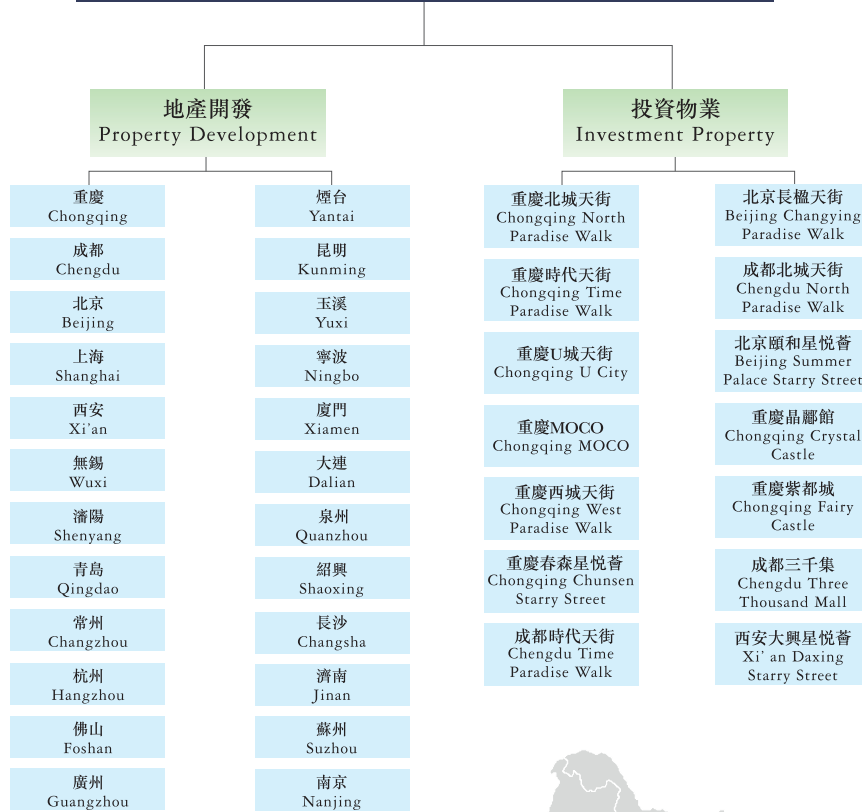 地產開發
Property Development
重慶
Chongqing
成都
Chengdu
北京
Beijing
上海
Shanghai
西安
Xi'an
無錫
Wuxi
瀋陽
Shenyang
青島
Qingdao
常州
Changzhou
杭州
Hangzhou
佛山
Foshan
廣州
Guangzhou
煙台
Yantai
昆明
Kunming
玉溪
Yuxi
寧波
Ningbo
廈門
Xiamen
大連
Dalian
泉州
Quanzhou
紹興
Shaoxing
長沙
Changsha
濟南
Jinan
蘇州
Suzhou
南京
Nanjing
投資物業
Investment Property
重慶北城天街
Chongqing North
Paradise Walk
重慶時代天街
Chongqing Time
Paradise Walk
重慶U城天街
Chongqing U City
重慶MOCO
Chongqing MOCO
重慶西城天街
Chongqing West
Paradise Walk
重慶春森星悦薈
Chongqing Chunsen
Starry Street
成都時代天街
Chengdu Time
Paradise Walk
北京長楹天街
Beijing Changying
Paradise Walk
成都北城天街
Chengdu North
Paradise Walk
北京頤和星悦薈
Beijing Summer
Palace Starry Street
重慶晶酈館
Chongqing Crystal
Castle
重慶紫都城
Chongqing Fairy
Castle
成都三千集
Chengdu Three
Thousand Mall
西安大興星悦薈
Xi' an Daxing
Starry Street